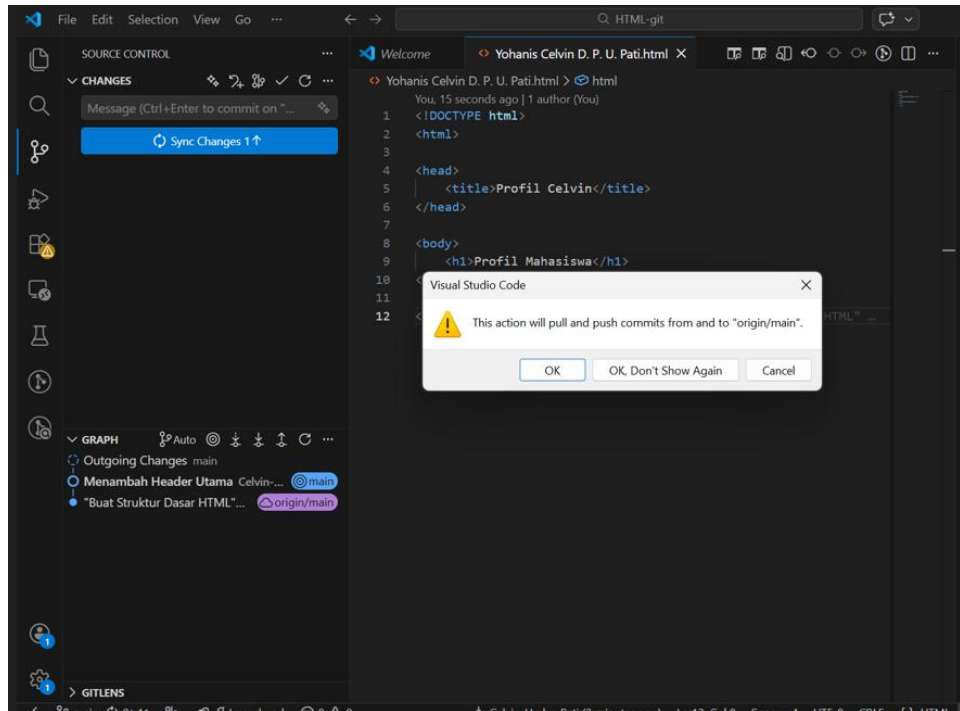 File Edit Selection View Go ··· HTML-git
SOURCE CONTROL
CHANGES
Message (Ctrl+Enter to commit on "...
Sync Changes 1↑
Welcome
Yohanis Celvin D. P. U. Pati.html
Yohanis Celvin D. P. U. Pati.html > html
You, 15 seconds ago | 1 author (You)
1 <!DOCTYPE html>
2 <html>
3
4 <head>
5 <title>Profil Celvin</title>
6 </head>
7
8 <body>
9 <h1>Profil Mahasiswa</h1>
10 <
11
12 < HTML" …
Visual Studio Code
This action will pull and push commits from and to "origin/main".
OK
OK, Don't Show Again
Cancel
GRAPH Auto
Outgoing Changes main
Menambah Header Utama Celvin-... main
"Buat Struktur Dasar HTML"... origin/main
1
1
GITLENS